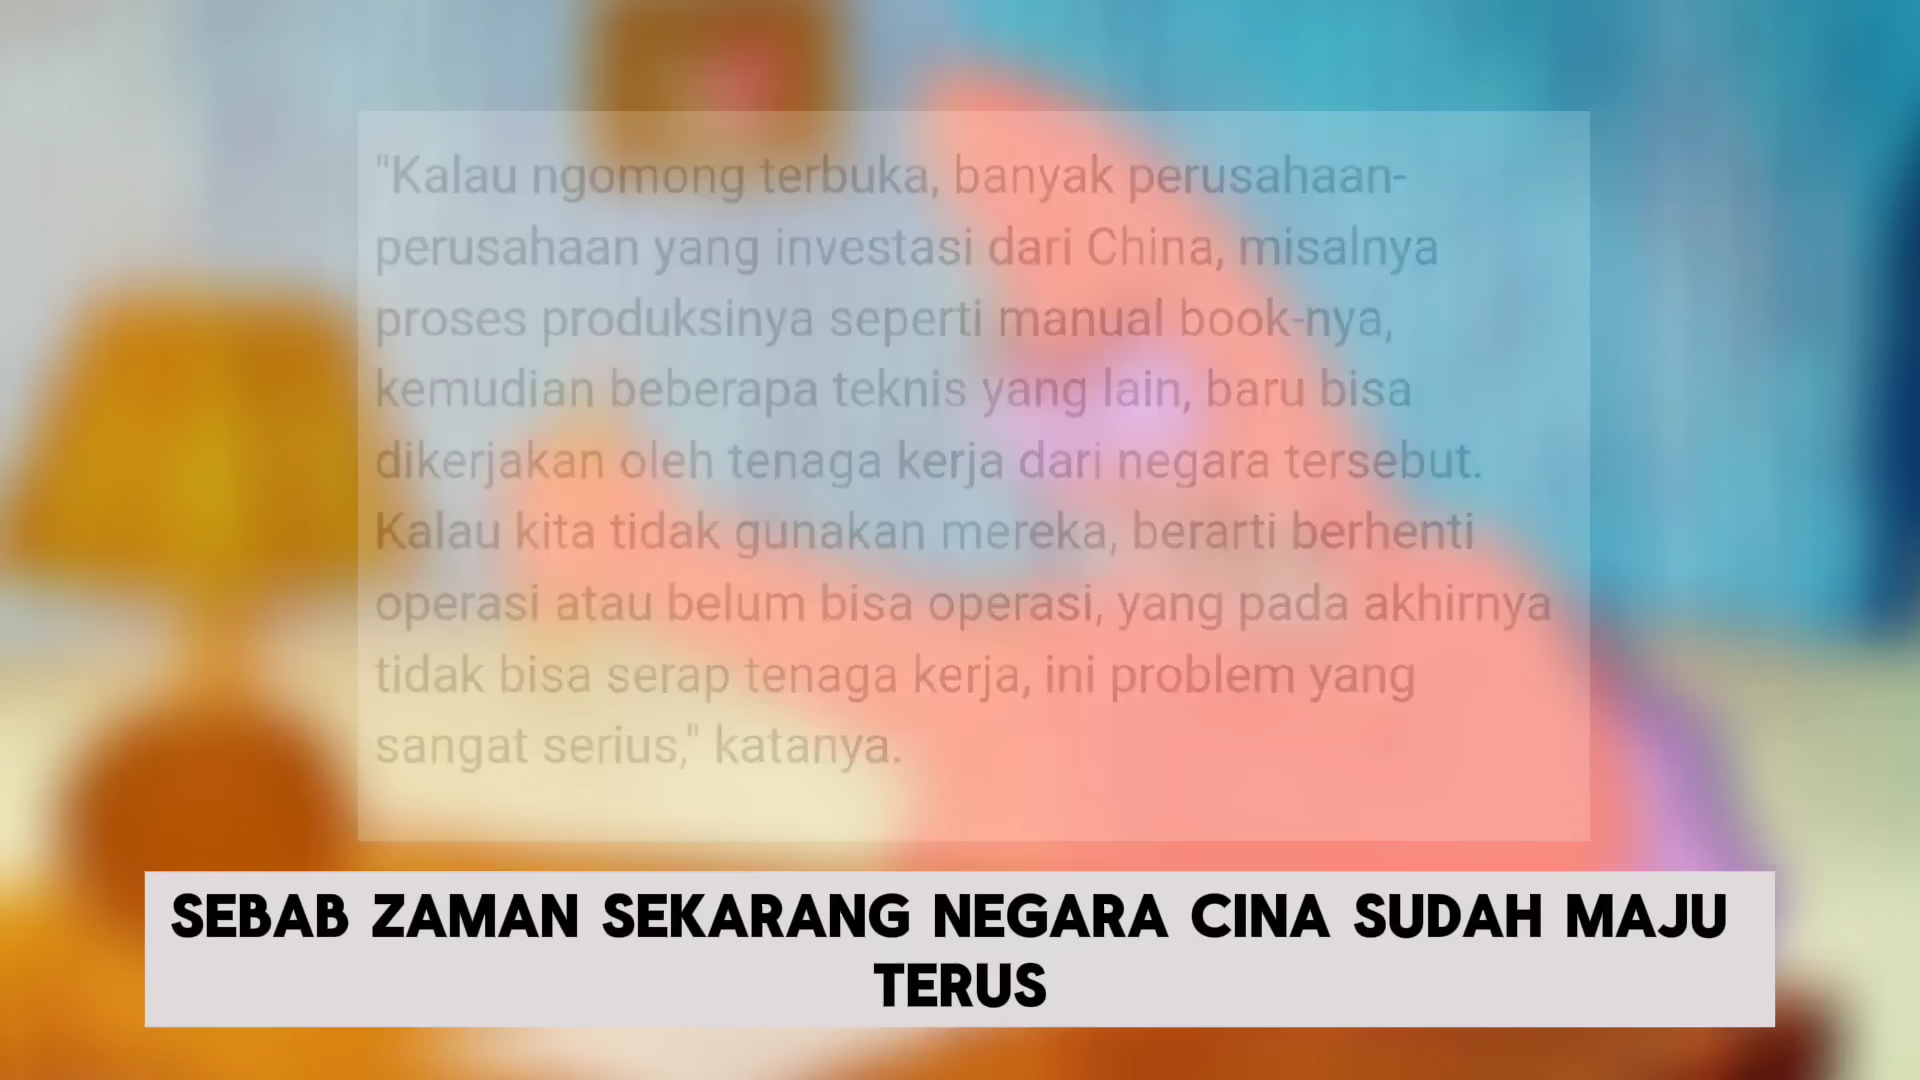 "Kalau ngomong terbuka, banyak perusahaan-
perusahaan yang investasi dari China, misalnya
proses produksinya seperti manual book-nya,
kemudian beberapa teknis yang lain, baru bisa
dikerjakan oleh tenaga kerja dari negara tersebut.
Kalau kita tidak gunakan mereka, berarti berhenti
operasi atau belum bisa operasi, yang pada akhirnya
tidak bisa serap tenaga kerja, ini problem yang
sangat serius," katanya.
SEBAB ZAMAN SEKARANG NEGARA CINA SUDAH MAJU
TERUS